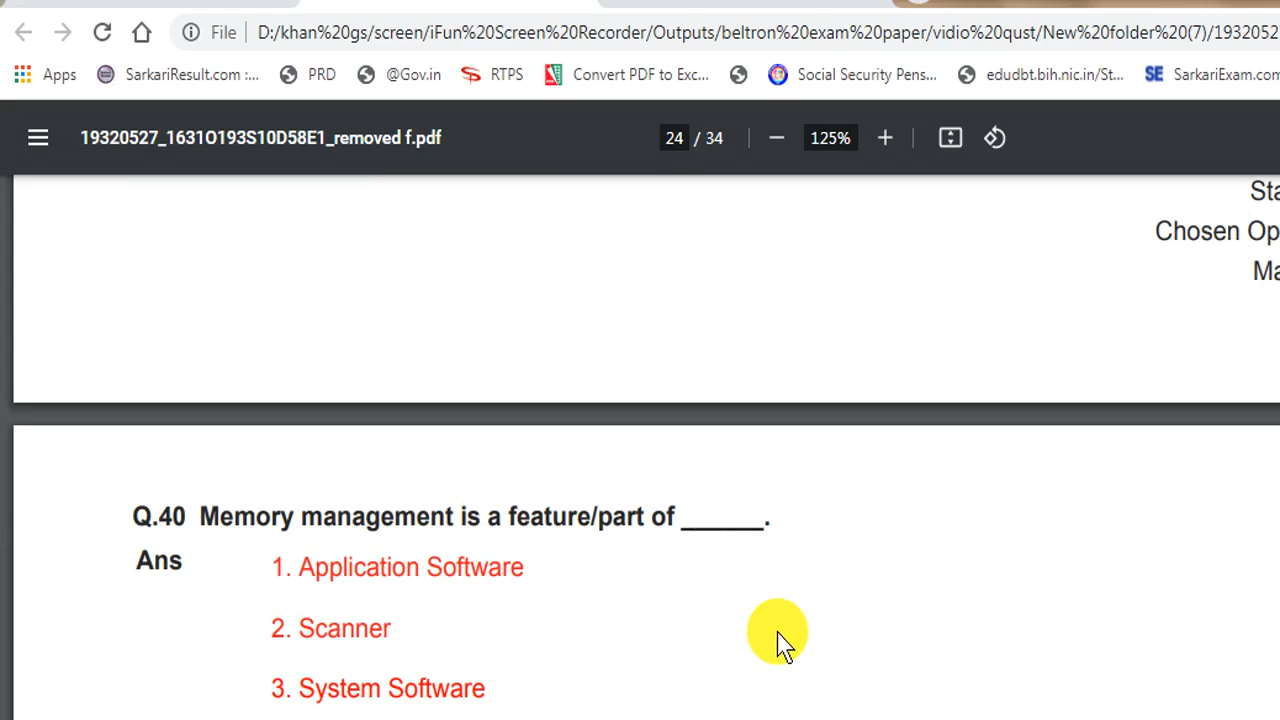 File D:/khan%20gs/screen/iFun%20Screen%20Recorder/Outputs/beltron%20exam%20paper/vidio%20qust/New%20folder%20(7)/1932052
Apps SarkariResult.com :... PRD @Gov.in RTPS Convert PDF to Exc... Social Security Pens... edudbt.bih.nic.in/St... SE SarkariExam.com
19320527_1631O193S10D58E1_removed f.pdf 24 / 34 125%
Sta
Chosen Op
Ma
Q.40 Memory management is a feature/part of ______.
Ans 1. Application Software
2. Scanner
3. System Software